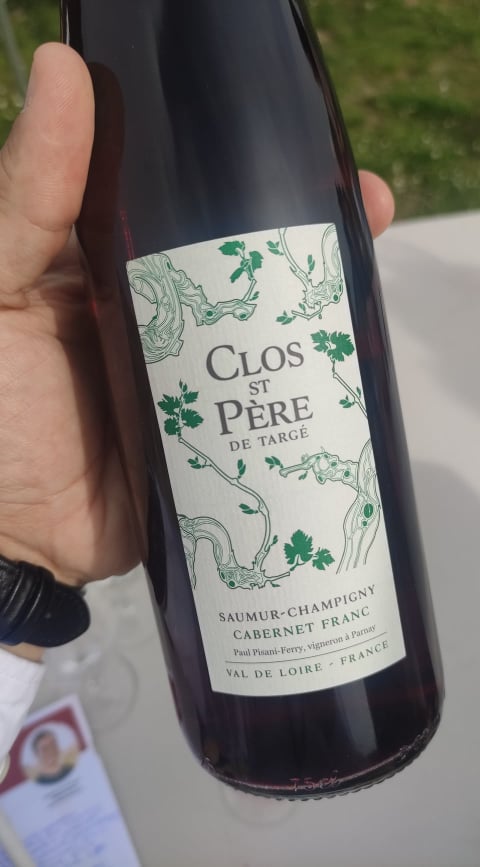 CLOS
ST
PÈRE
DE TARGÉ
SAUMUR-CHAMPIGNY
CABERNET FRANC
Paul Pisani-Ferry, vigneron à Parnay
VAL DE LOIRE - FRANCE